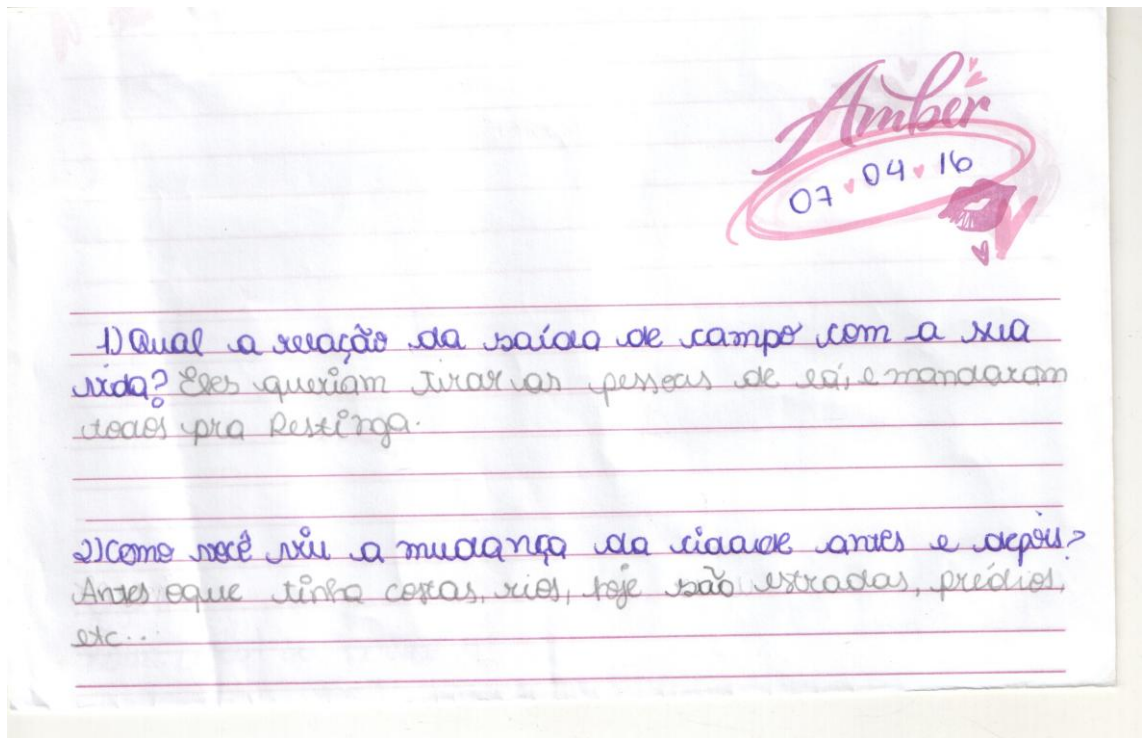 Amber
07 04 16
1) Qual a relação da saída de campo com a sua
vida? Eles queriam tirar as pessoas de lá, e mandaram
todos pra Restinga.
2) Como você viu a mudança da cidade antes e depois?
Antes oque tinha costas, rios, hoje são estradas, prédios,
etc...